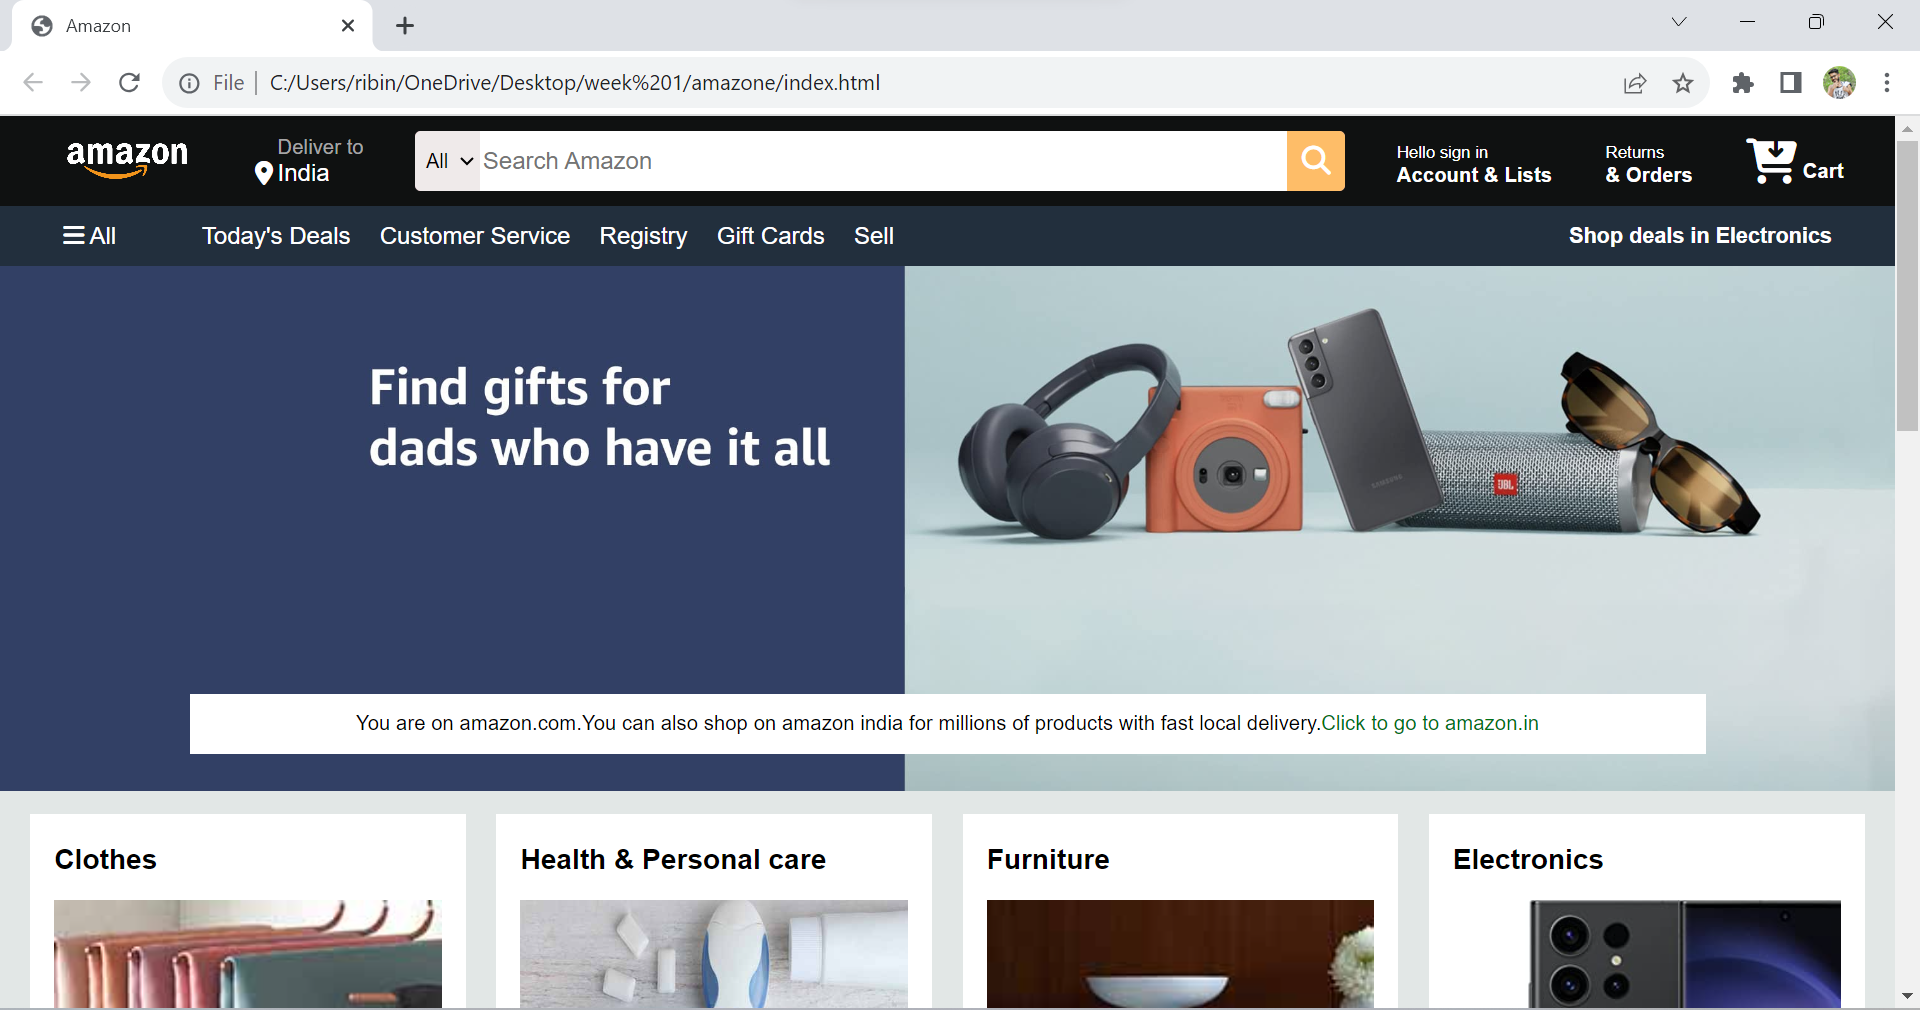 Amazon
File
C:/Users/ribin/OneDrive/Desktop/week%201/amazone/index.html
amazon
Deliver to
India
All
Search Amazon
Hello sign in
Account & Lists
Returns
& Orders
Cart
All
Today's Deals
Customer Service
Registry
Gift Cards
Sell
Shop deals in Electronics
Find gifts for
dads who have it all
SAMSUNG
JBL
You are on amazon.com.You can also shop on amazon india for millions of products with fast local delivery.Click to go to amazon.in
Clothes
Health & Personal care
Furniture
Electronics